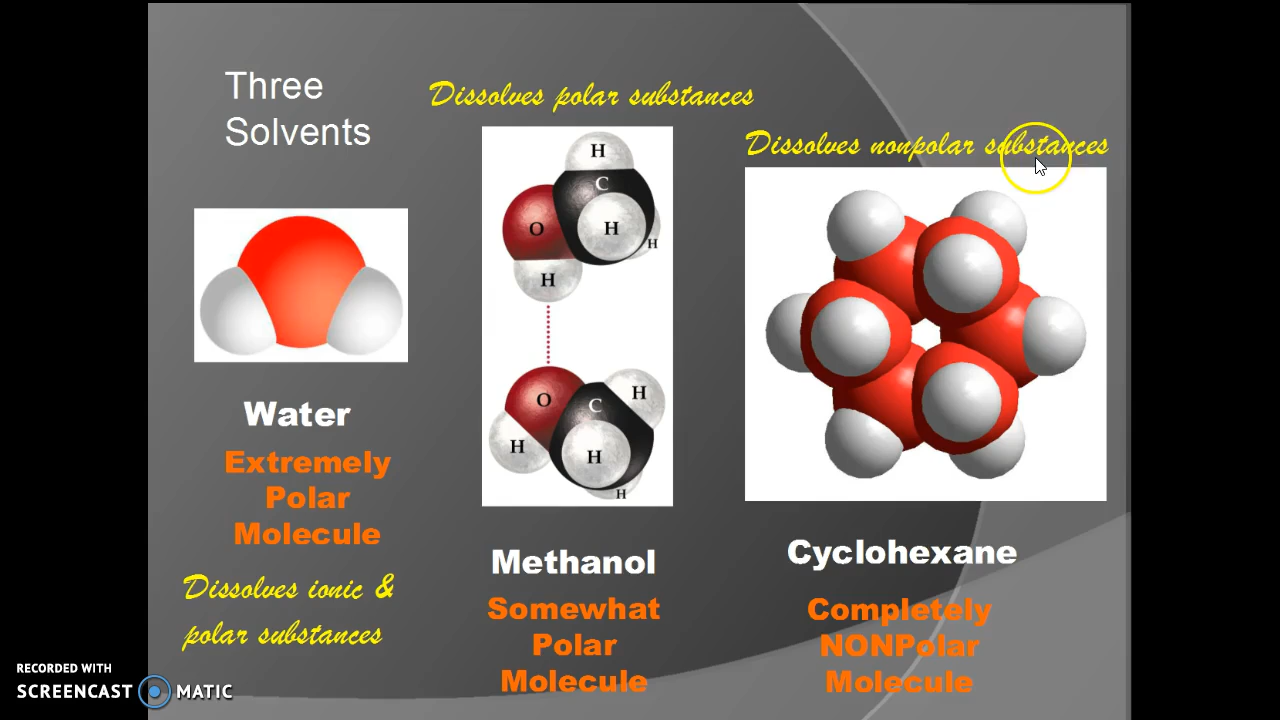 Three
Solvents
Dissolves polar substances
Dissolves nonpolar substances
H
C
O
H
H
H
O
C
H
H
H
H
Water
Extremely
Polar
Molecule
Dissolves ionic &
polar substances
Methanol
Somewhat
Polar
Molecule
Cyclohexane
Completely
NONPolar
Molecule
RECORDED WITH
SCREENCAST MATIC